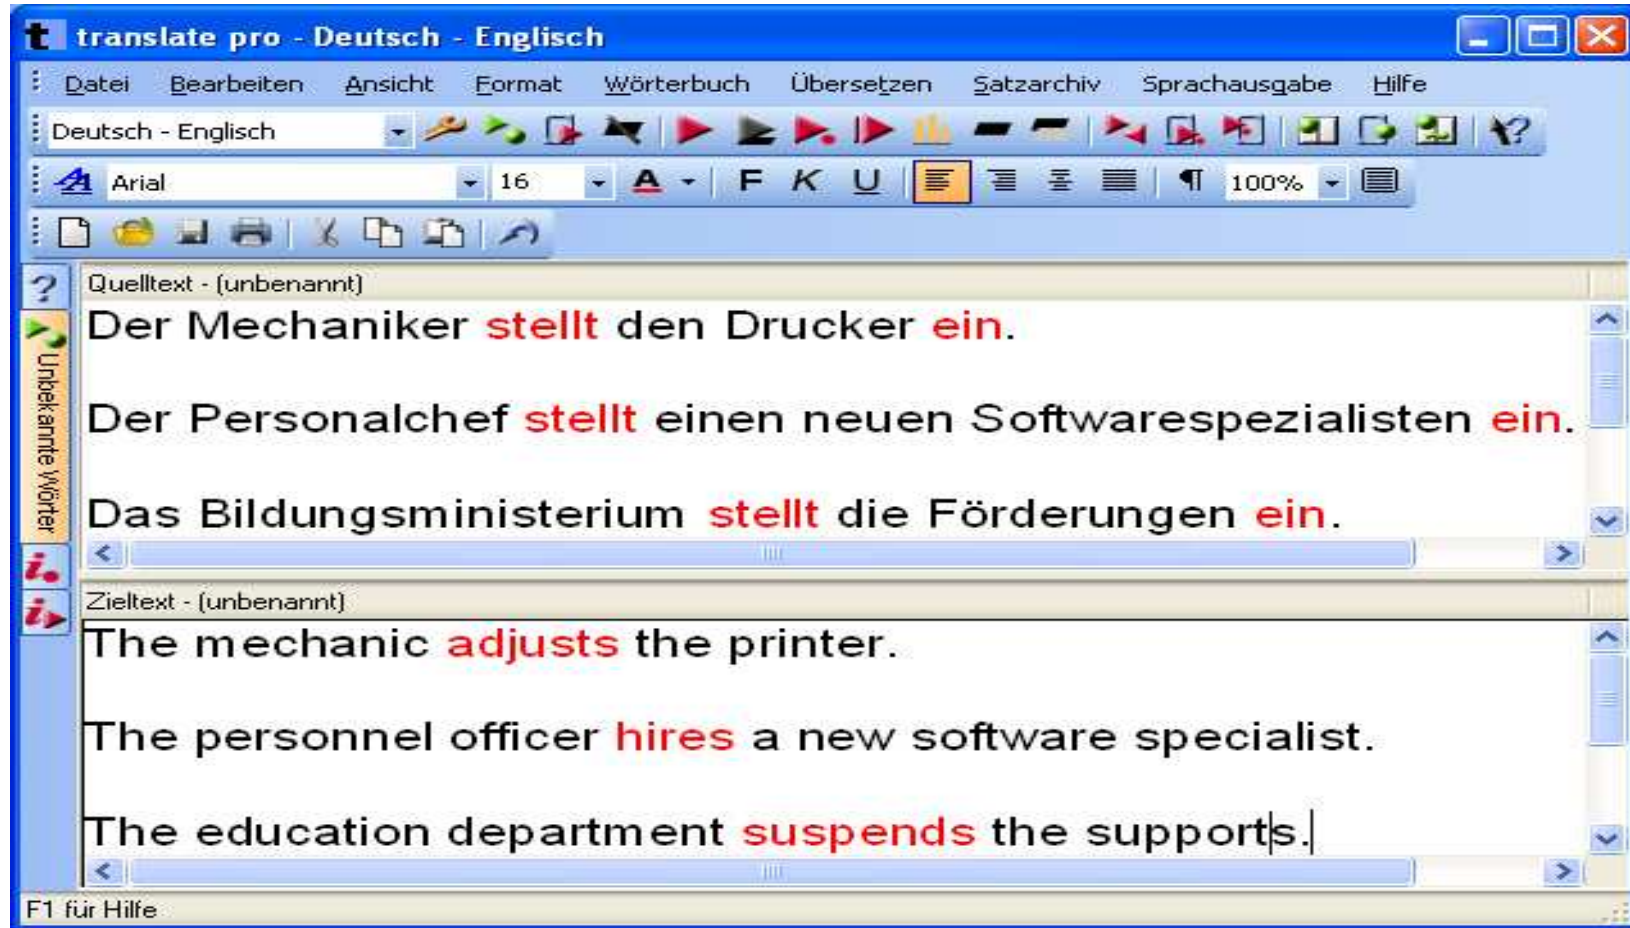 t translate pro - Deutsch - Englisch
Datei Bearbeiten Ansicht Format Wörterbuch Übersetzen Satzarchiv Sprachausgabe Hilfe
Deutsch - Englisch
Arial 16 A F K U ¶ 100%
Quelltext - (unbenannt)
Der Mechaniker stellt den Drucker ein.
Der Personalchef stellt einen neuen Softwarespezialisten ein.
Das Bildungsministerium stellt die Förderungen ein.
Unbekannte Wörter
Zieltext - (unbenannt)
The mechanic adjusts the printer.
The personnel officer hires a new software specialist.
The education department suspends the supports.
F1 für Hilfe